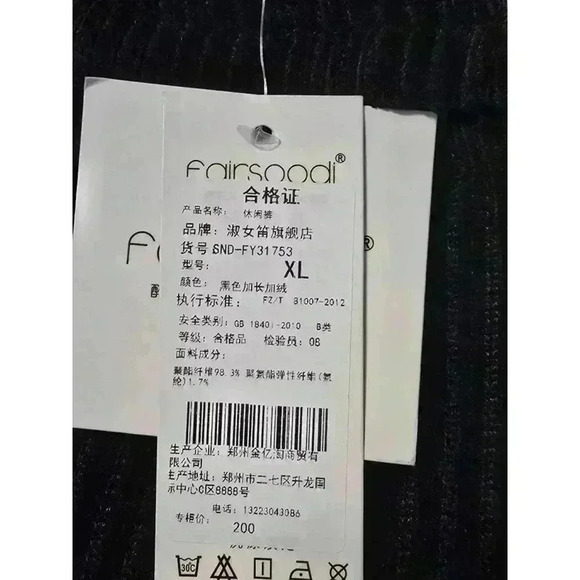 Fairsoodi®
合格证
产品名称： 休闲裤
品牌：淑女笛旗舰店
货号：SND-FY31753
型号： XL
颜色： 黑色加长加绒
执行标准： FZ/T 81007-2012
安全类别：GB 18401-2010 B类
等级：合格品 检验员：08
面料成分：
聚酯纤维98.3% 聚氨酯弹性纤维(氨
纶)1.7%
生产企业：郑州金亿淘商贸有
限公司
生产地址：郑州市二七区升龙国
际中心C区8888号
电话：13223043086
专柜价： 200
30C